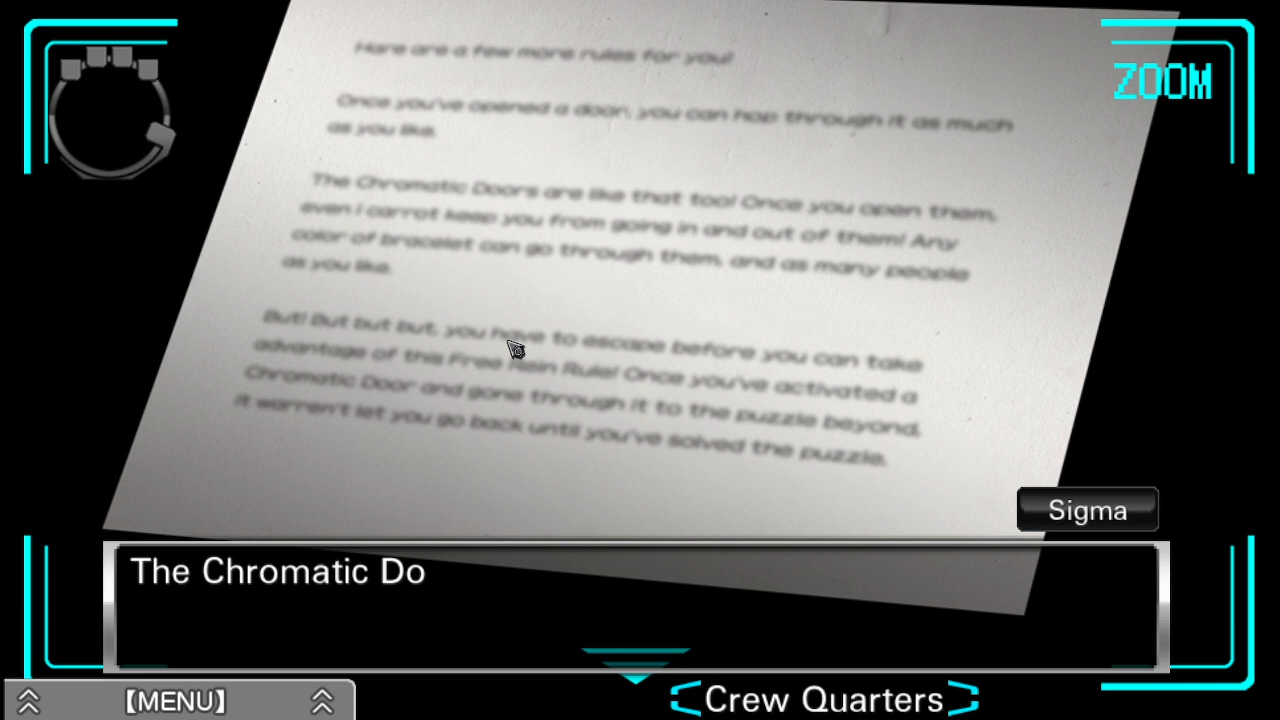 Here are a few more rules for you!
Once you've opened a door, you can hop through it as much
as you like.
The Chromatic Doors are like that too! Once you open them,
even I carrot keep you from going in and out of them! Any
color of bracelet can go through them, and as many people
as you like.
But! But but but, you have to escape before you can take
advantage of this Free Rein Rule! Once you've activated a
Chromatic Door and gone through it to the puzzle beyond,
it warren't let you go back until you've solved the puzzle.
ZOOM
Sigma
The Chromatic Do
【MENU】
Crew Quarters